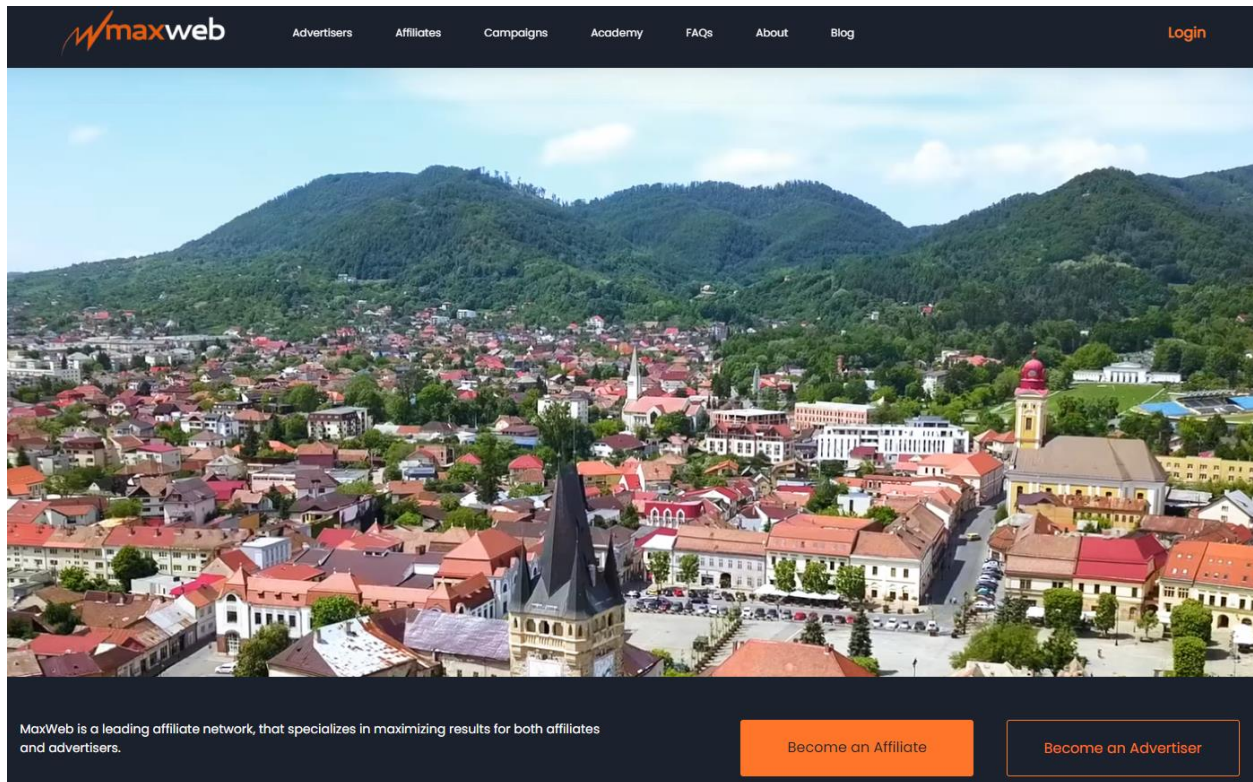 maxweb
Advertisers
Affiliates
Campaigns
Academy
FAQs
About
Blog
Login
MaxWeb is a leading affiliate network, that specializes in maximizing results for both affiliates
and advertisers.
Become an Affiliate
Become an Advertiser